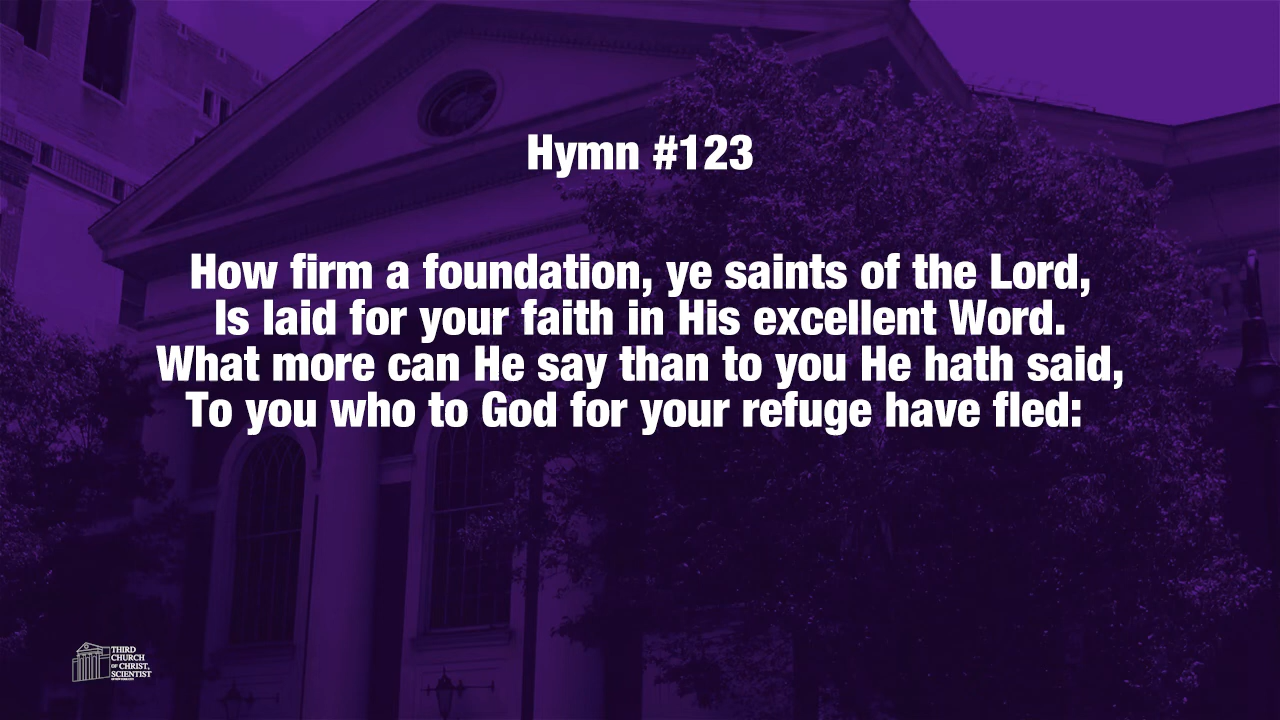 Hymn #123
How firm a foundation, ye saints of the Lord,
Is laid for your faith in His excellent Word.
What more can He say than to you He hath said,
To you who to God for your refuge have fled:
THIRD
CHURCH
OF CHRIST,
SCIENTIST